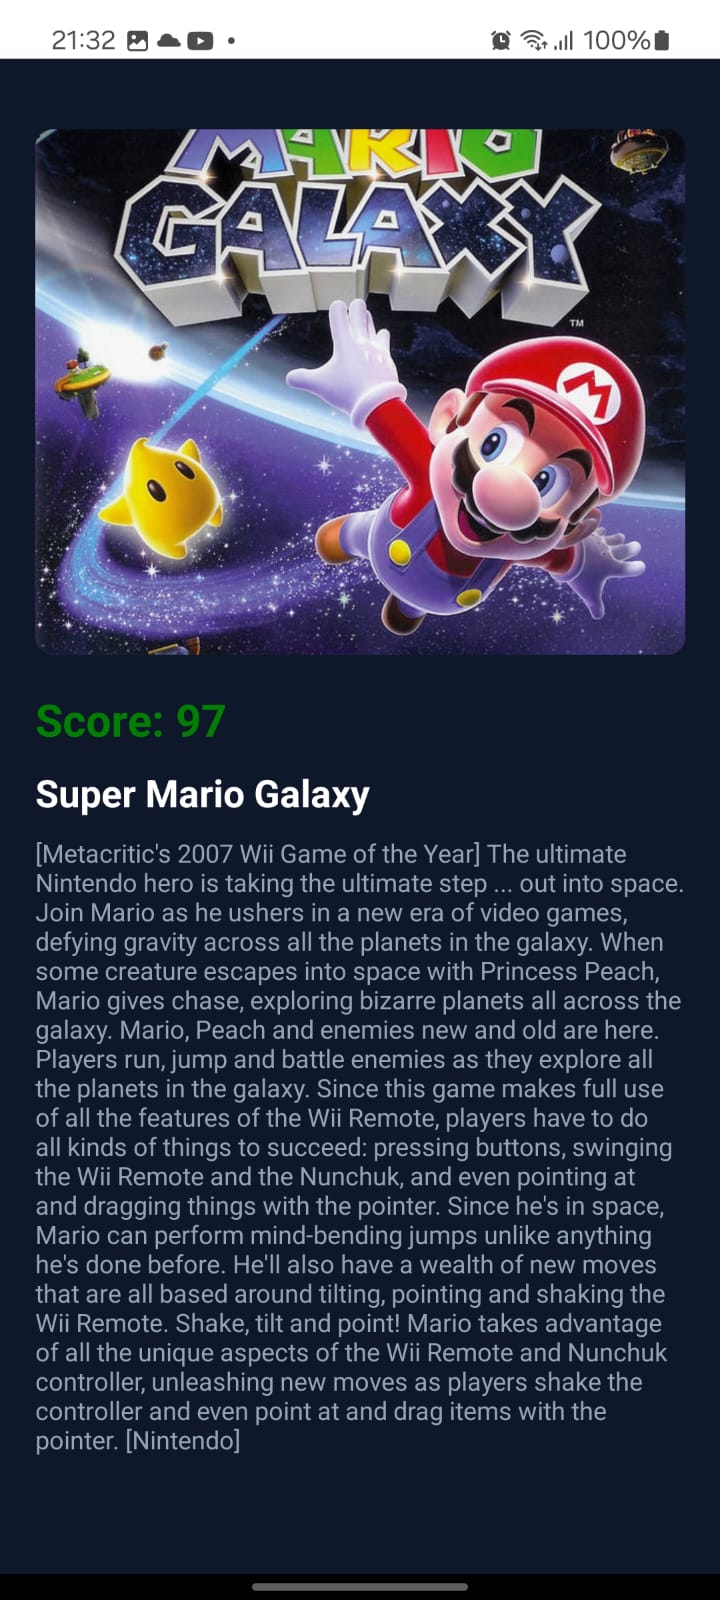 21:32
100%
MARIO
GALAXY
TM
M
Score: 97
Super Mario Galaxy
[Metacritic's 2007 Wii Game of the Year] The ultimate
Nintendo hero is taking the ultimate step ... out into space.
Join Mario as he ushers in a new era of video games,
defying gravity across all the planets in the galaxy. When
some creature escapes into space with Princess Peach,
Mario gives chase, exploring bizarre planets all across the
galaxy. Mario, Peach and enemies new and old are here.
Players run, jump and battle enemies as they explore all
the planets in the galaxy. Since this game makes full use
of all the features of the Wii Remote, players have to do
all kinds of things to succeed: pressing buttons, swinging
the Wii Remote and the Nunchuk, and even pointing at
and dragging things with the pointer. Since he's in space,
Mario can perform mind-bending jumps unlike anything
he's done before. He'll also have a wealth of new moves
that are all based around tilting, pointing and shaking the
Wii Remote. Shake, tilt and point! Mario takes advantage
of all the unique aspects of the Wii Remote and Nunchuk
controller, unleashing new moves as players shake the
controller and even point at and drag items with the
pointer. [Nintendo]